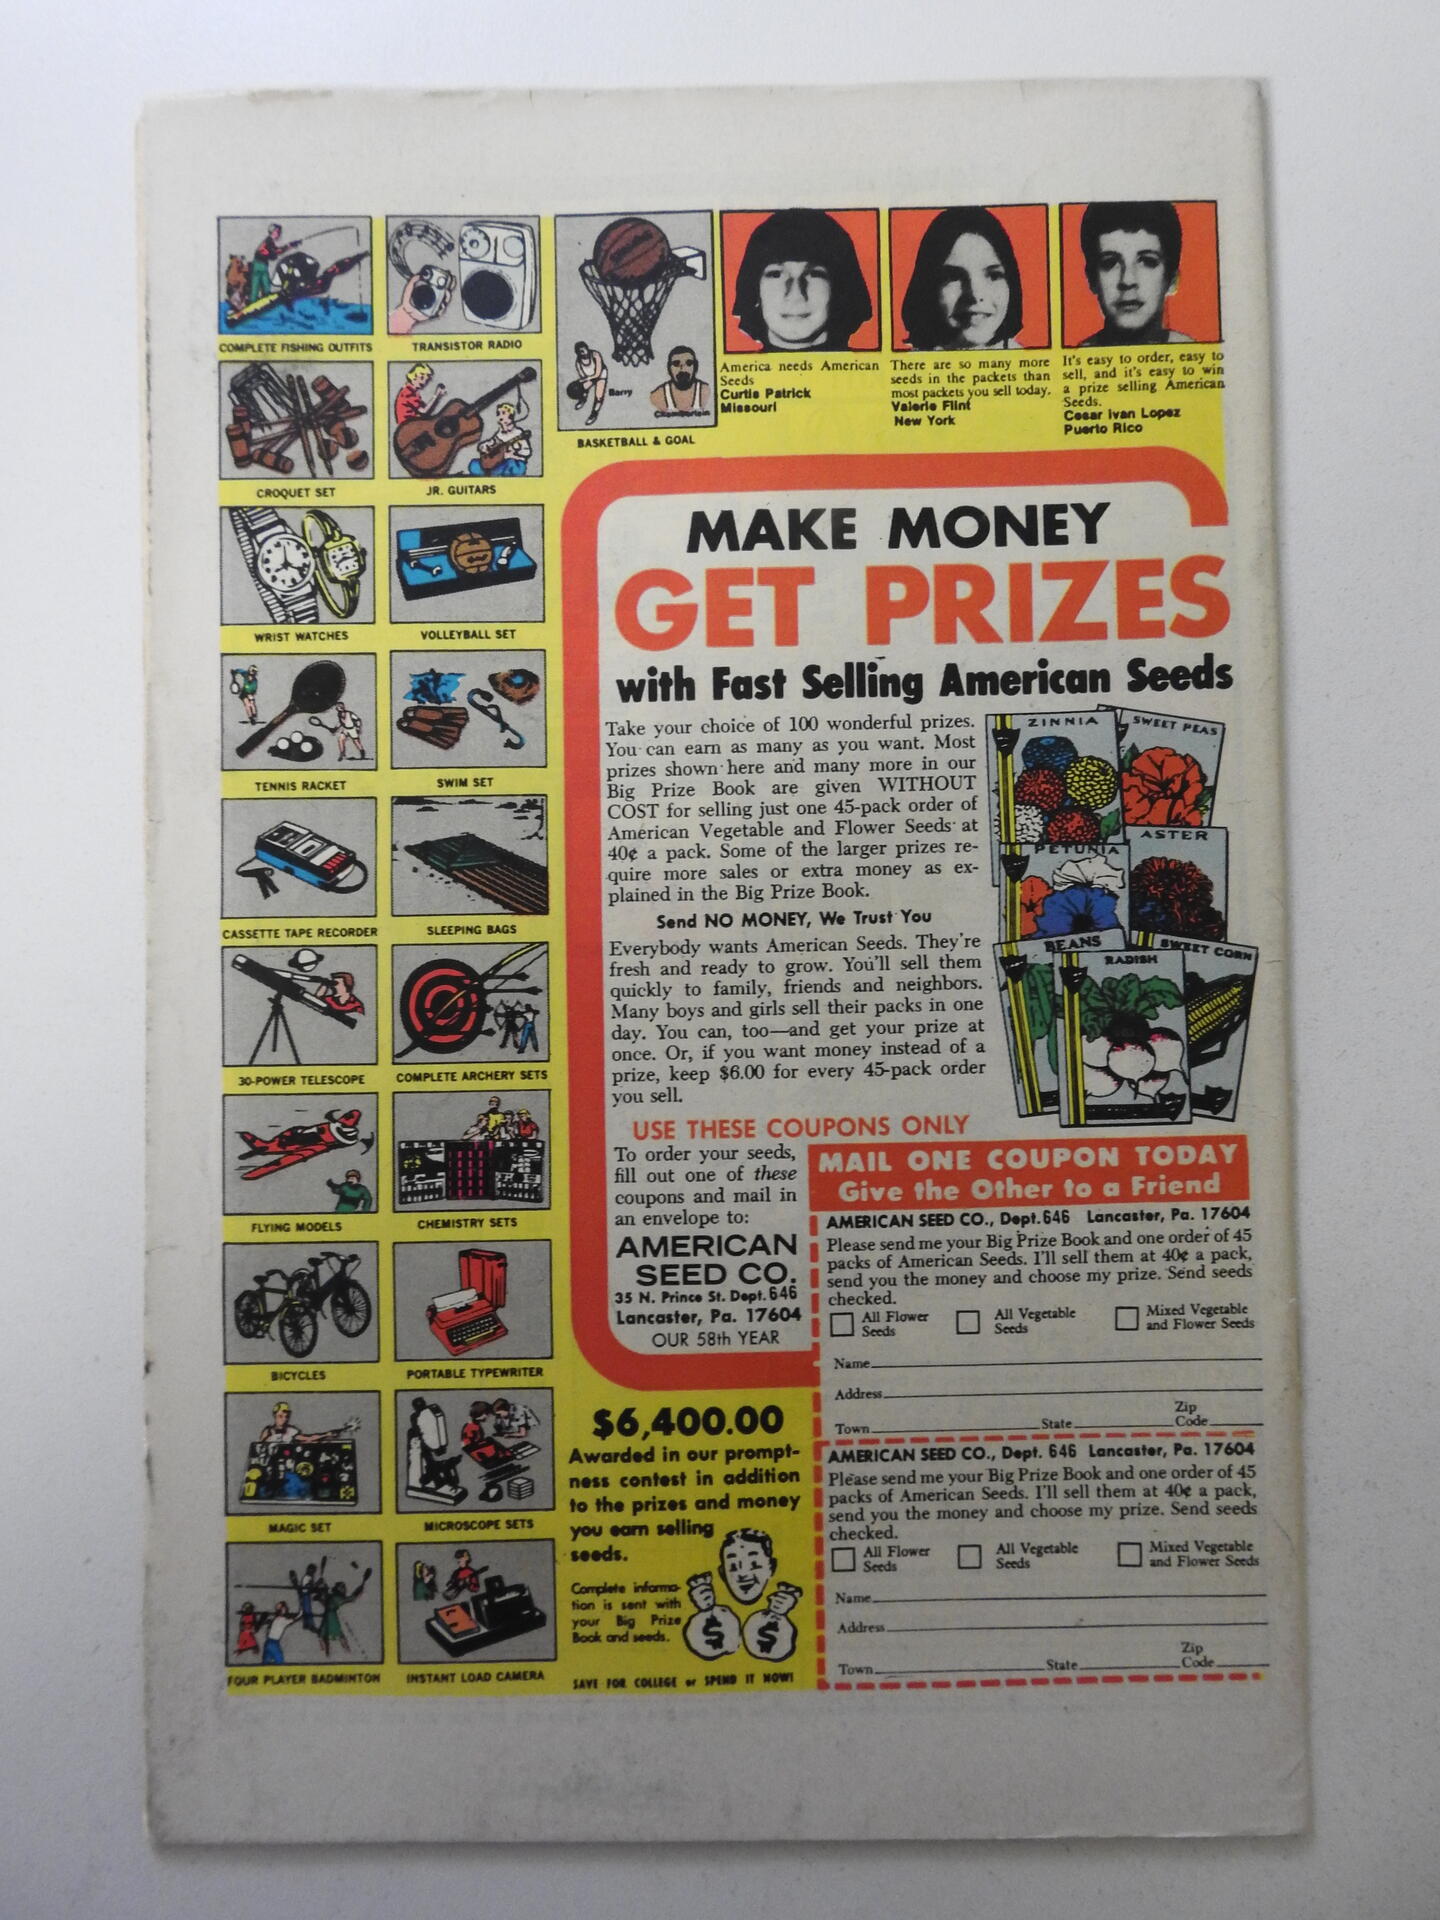 COMPLETE FISHING OUTFITS
TRANSISTOR RADIO
CROQUET SET
JR. GUITARS
WRIST WATCHES
VOLLEYBALL SET
TENNIS RACKET
SWIM SET
CASSETTE TAPE RECORDER
SLEEPING BAGS
30-POWER TELESCOPE
COMPLETE ARCHERY SETS
FLYING MODELS
CHEMISTRY SETS
BICYCLES
PORTABLE TYPEWRITER
MAGIC SET
MICROSCOPE SETS
FOUR PLAYER BADMINTON
INSTANT LOAD CAMERA
Barry
Chamberlain
BASKETBALL & GOAL
America needs American
Seeds
Curtis Patrick
Missouri
There are so many more
seeds in the packets than
most packets you sell today.
Valerie Flint
New York
It's easy to order, easy to
sell, and it's easy to win
a prize selling American
Seeds.
Cesar Ivan Lopez
Puerto Rico
MAKE MONEY
GET PRIZES
with Fast Selling American Seeds
Take your choice of 100 wonderful prizes.
You can earn as many as you want. Most
prizes shown here and many more in our
Big Prize Book are given WITHOUT
COST for selling just one 45-pack order of
American Vegetable and Flower Seeds at
40¢ a pack. Some of the larger prizes re-
quire more sales or extra money as ex-
plained in the Big Prize Book.
Send NO MONEY, We Trust You
Everybody wants American Seeds. They're
fresh and ready to grow. You'll sell them
quickly to family, friends and neighbors.
Many boys and girls sell their packs in one
day. You can, too—and get your prize at
once. Or, if you want money instead of a
prize, keep $6.00 for every 45-pack order
you sell.
ZINNIA
SWEET PEAS
PETUNIA
ASTER
BEANS
RADISH
SWEET CORN
USE THESE COUPONS ONLY
To order your seeds,
fill out one of these
coupons and mail in
an envelope to:
AMERICAN
SEED CO.
35 N. Prince St. Dept. 646
Lancaster, Pa. 17604
OUR 58th YEAR
MAIL ONE COUPON TODAY
Give the Other to a Friend
AMERICAN SEED CO., Dept. 646 Lancaster, Pa. 17604
Please send me your Big Prize Book and one order of 45
packs of American Seeds. I'll sell them at 40¢ a pack,
send you the money and choose my prize. Send seeds
checked.
All Flower Seeds
All Vegetable Seeds
Mixed Vegetable and Flower Seeds
Name
Address
Town State Zip Code
AMERICAN SEED CO., Dept. 646 Lancaster, Pa. 17604
Please send me your Big Prize Book and one order of 45
packs of American Seeds. I'll sell them at 40¢ a pack,
send you the money and choose my prize. Send seeds
checked.
All Flower Seeds
All Vegetable Seeds
Mixed Vegetable and Flower Seeds
Name
Address
Town State Zip Code
$6,400.00
Awarded in our prompt-
ness contest in addition
to the prizes and money
you earn selling
seeds.
Complete informa-
tion is sent with
your Big Prize
Book and seeds.
$ $
SAVE FOR COLLEGE or SPEND IT NOW!